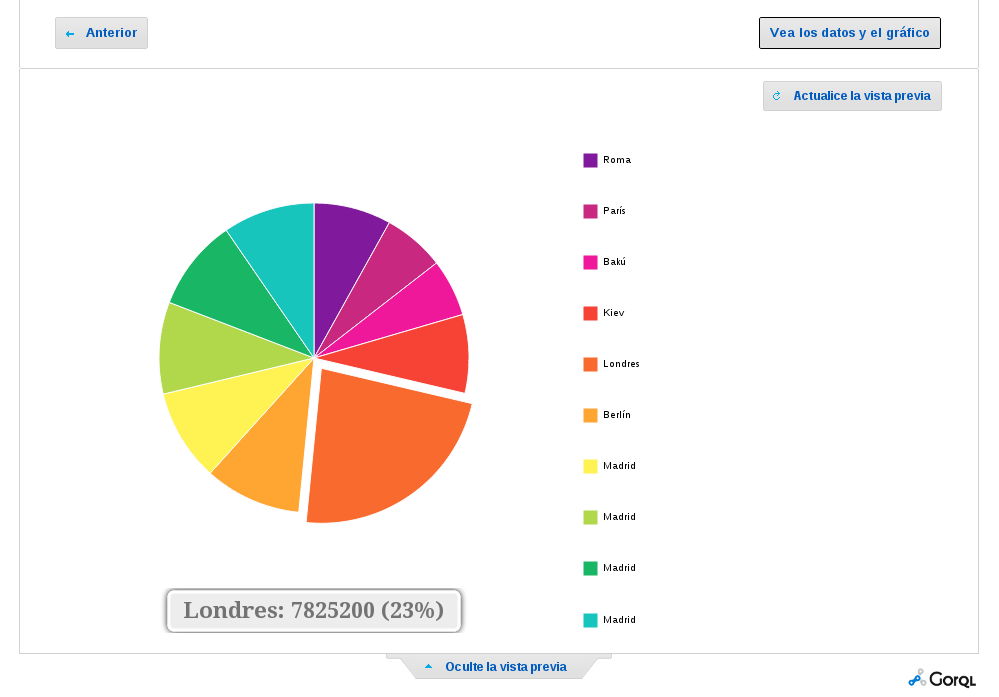 Anterior
Vea los datos y el gráfico
Actualice la vista previa
Roma
París
Bakú
Kiev
Londres
Berlín
Madrid
Madrid
Madrid
Madrid
Londres: 7825200 (23%)
Oculte la vista previa
Gorql